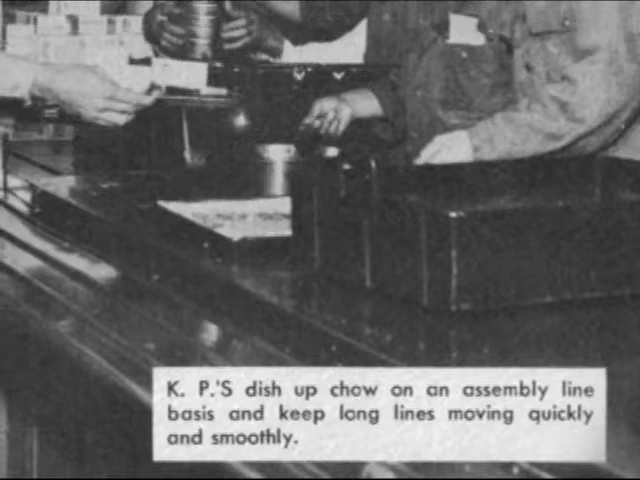 K. P.'S dish up chow on an assembly line
basis and keep long lines moving quickly
and smoothly.